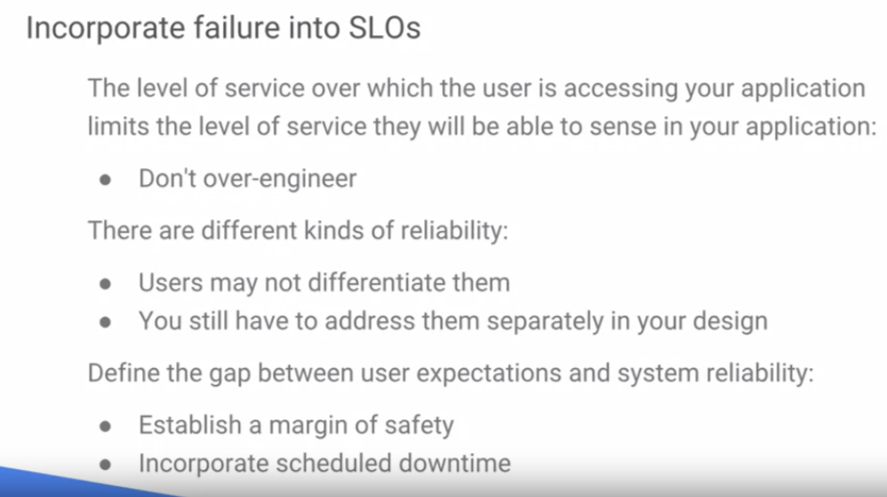 Incorporate failure into SLOs
The level of service over which the user is accessing your application
limits the level of service they will be able to sense in your application:
● Don't over-engineer
There are different kinds of reliability:
● Users may not differentiate them
● You still have to address them separately in your design
Define the gap between user expectations and system reliability:
● Establish a margin of safety
● Incorporate scheduled downtime